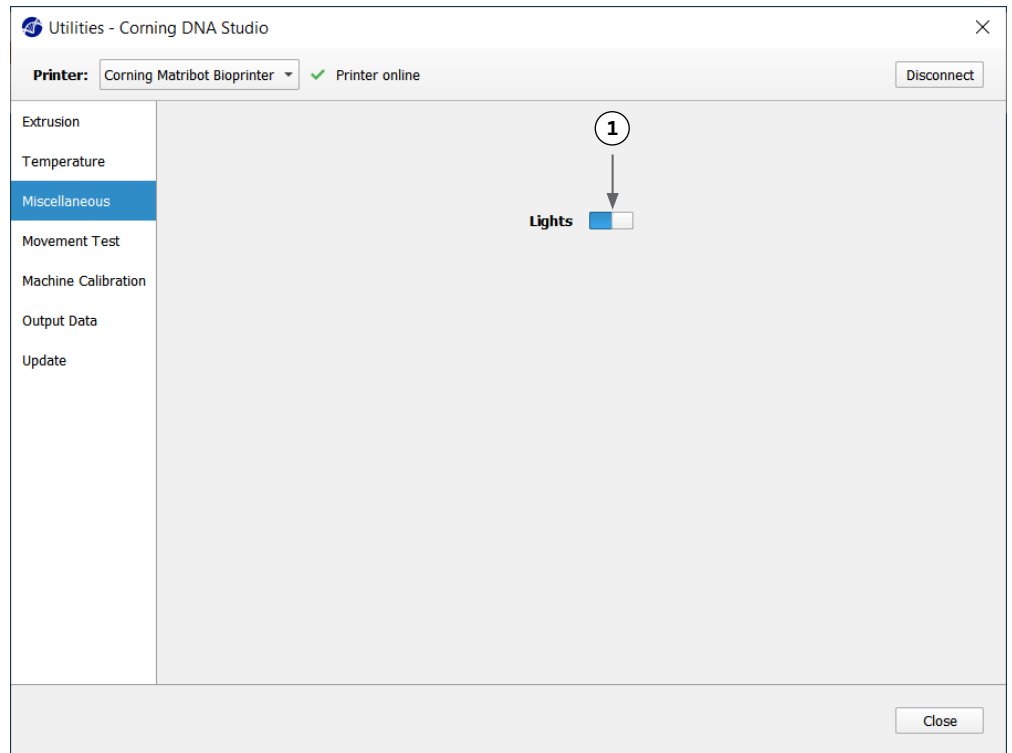 Utilities - Corning DNA Studio
Printer: Corning Matribot Bioprinter Printer online Disconnect
Extrusion
1
Temperature
Miscellaneous
Lights
Movement Test
Machine Calibration
Output Data
Update
Close